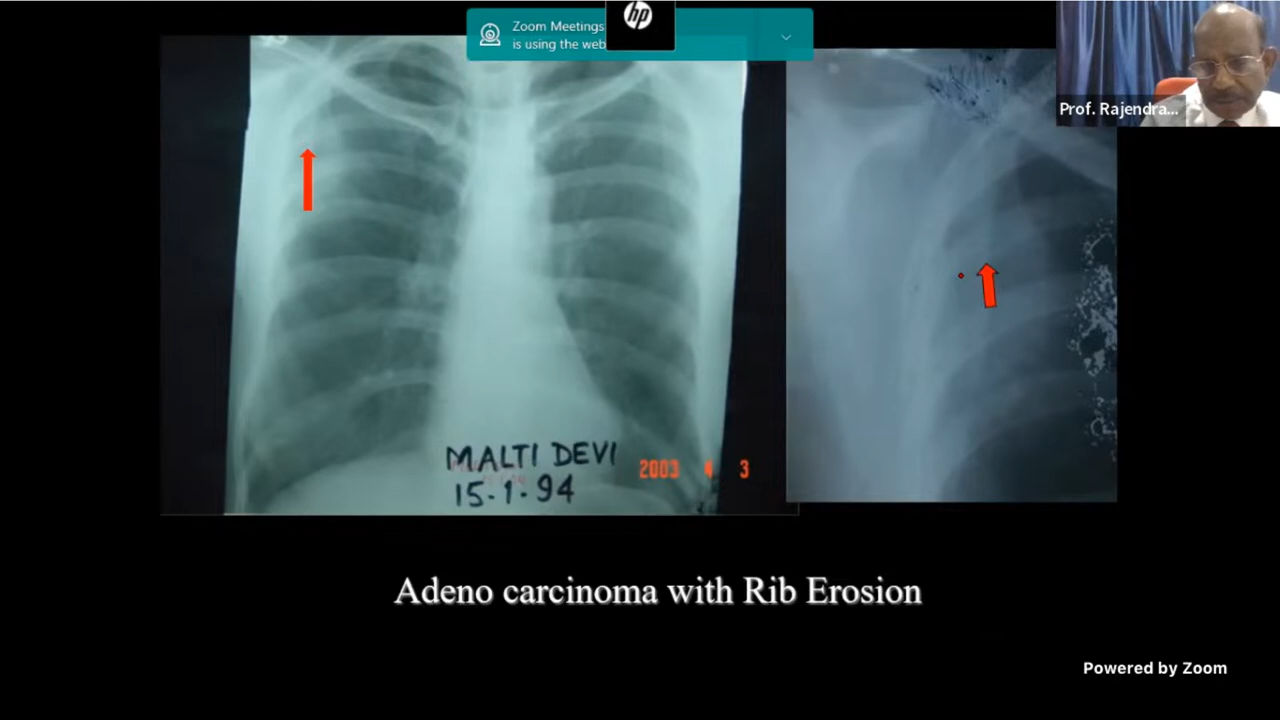 Zoom Meetings
is using the web
hp
Prof. Rajendra...
MALTI DEVI
15-1-94
2003 4 3
Adeno carcinoma with Rib Erosion
Powered by Zoom